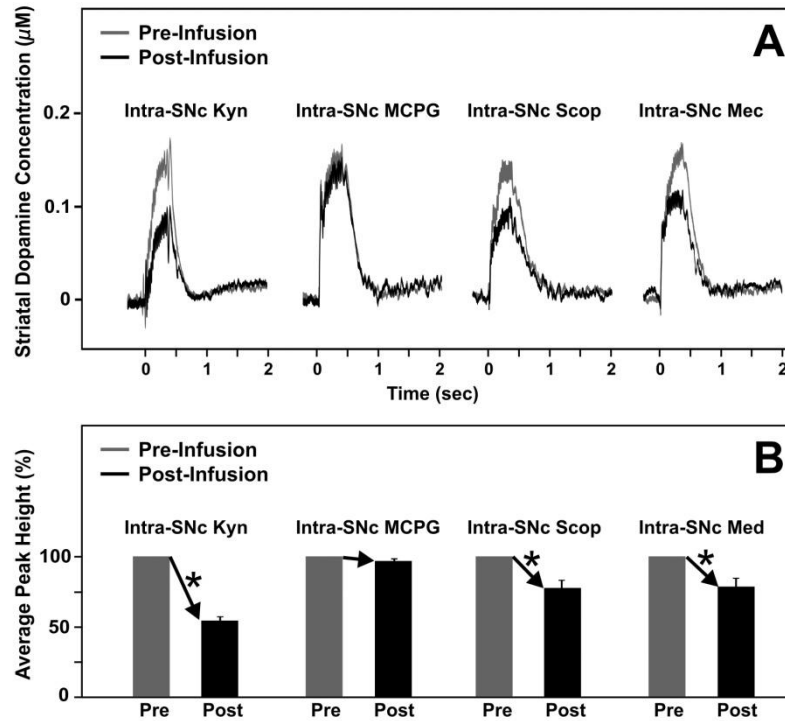 A
Pre-Infusion
Post-Infusion
Striatal Dopamine Concentration (µM)
Intra-SNc Kyn Intra-SNc MCPG Intra-SNc Scop Intra-SNc Mec
0.2
0.1
0
0 1 2 0 1 2 0 1 2 0 1 2
Time (sec)
B
Pre-Infusion
Post-Infusion
Average Peak Height (%)
Intra-SNc Kyn Intra-SNc MCPG Intra-SNc Scop Intra-SNc Med
100
50
0
* * *
Pre Post Pre Post Pre Post Pre Post